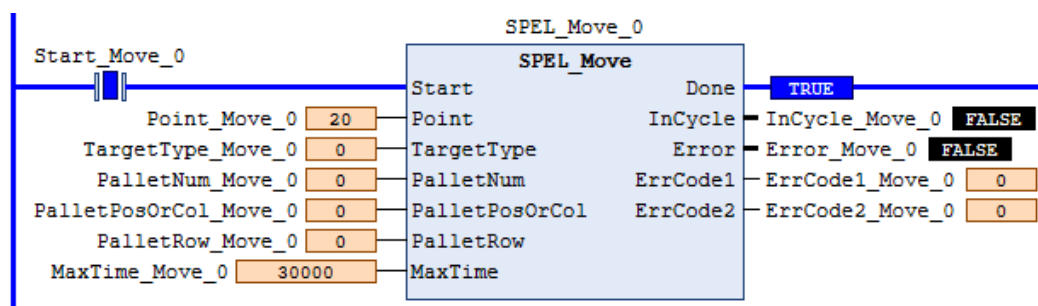 SPEL_Move_0
Start_Move_0 SPEL_Move
Start Done TRUE
Point_Move_0 20 Point InCycle InCycle_Move_0 FALSE
TargetType_Move_0 0 TargetType Error Error_Move_0 FALSE
PalletNum_Move_0 0 PalletNum ErrCode1 ErrCode1_Move_0 0
PalletPosOrCol_Move_0 0 PalletPosOrCol ErrCode2 ErrCode2_Move_0 0
PalletRow_Move_0 0 PalletRow
MaxTime_Move_0 30000 MaxTime